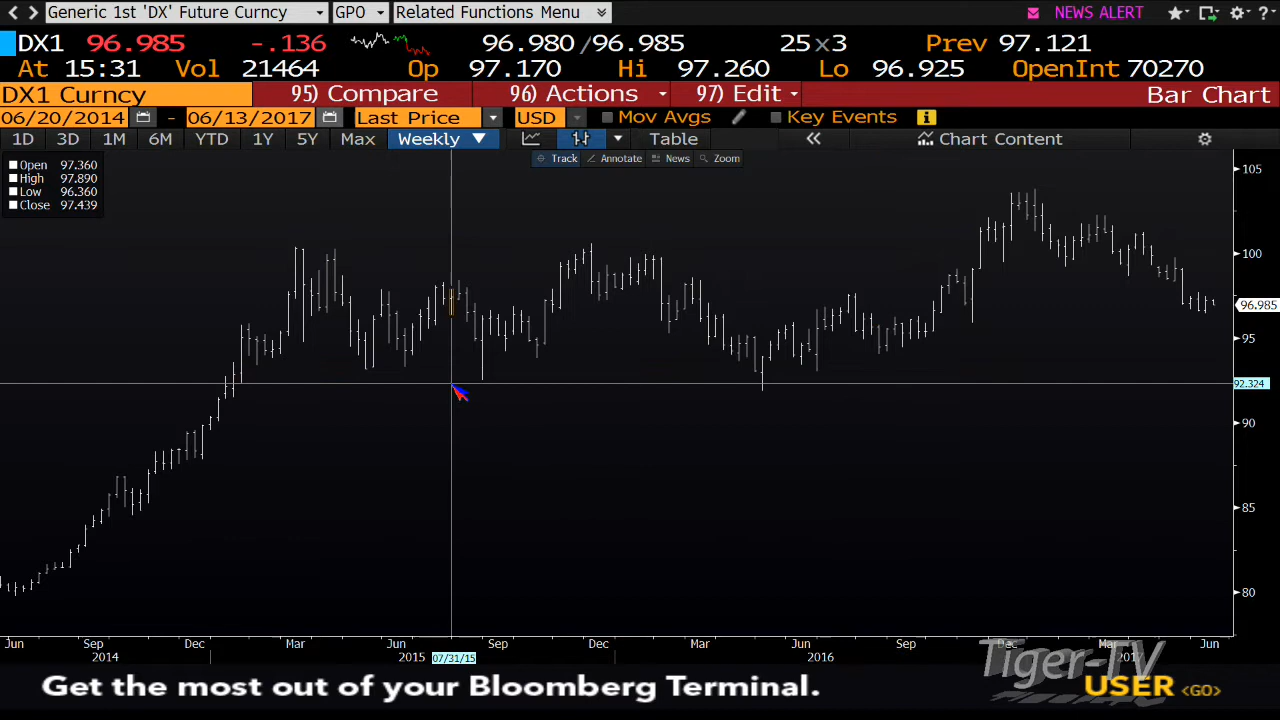 Generic 1st 'DX' Future Curncy GPO Related Functions Menu NEWS ALERT ?
DX1 96.985 -.136 96.980 /96.985 25 x 3 Prev 97.121
At 15:31 Vol 21464 Op 97.170 Hi 97.260 Lo 96.925 OpenInt 70270
DX1 Curncy 95) Compare 96) Actions 97) Edit Bar Chart
06/20/2014 - 06/13/2017 Last Price USD Mov Avgs Key Events i
1D 3D 1M 6M YTD 1Y 5Y Max Weekly ▼ Table « Chart Content
Track Annotate News Zoom
Open 97.360
High 97.890
Low 96.360
Close 97.439
105
100
96.985
95
92.324
90
85
80
Jun Sep Dec Mar Jun Sep Dec Mar Jun Sep Dec Mar Jun
2014 2015 07/31/15 2016 2017
Tiger-TV
Get the most out of your Bloomberg Terminal. USER <GO>